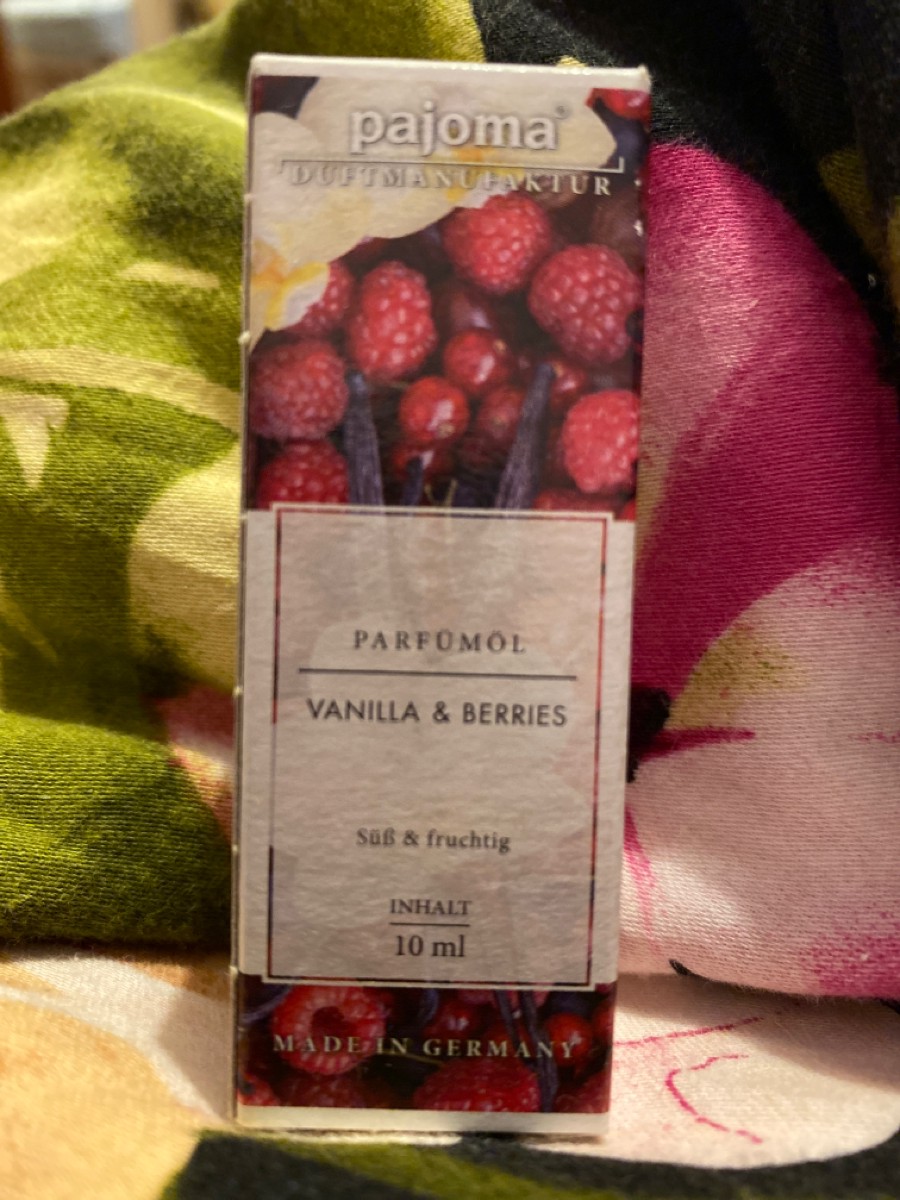 pajoma®
DUFTMANUFAKTUR
PARFÜMÖL
VANILLA & BERRIES
Süß & fruchtig
INHALT
10 ml
MADE IN GERMANY